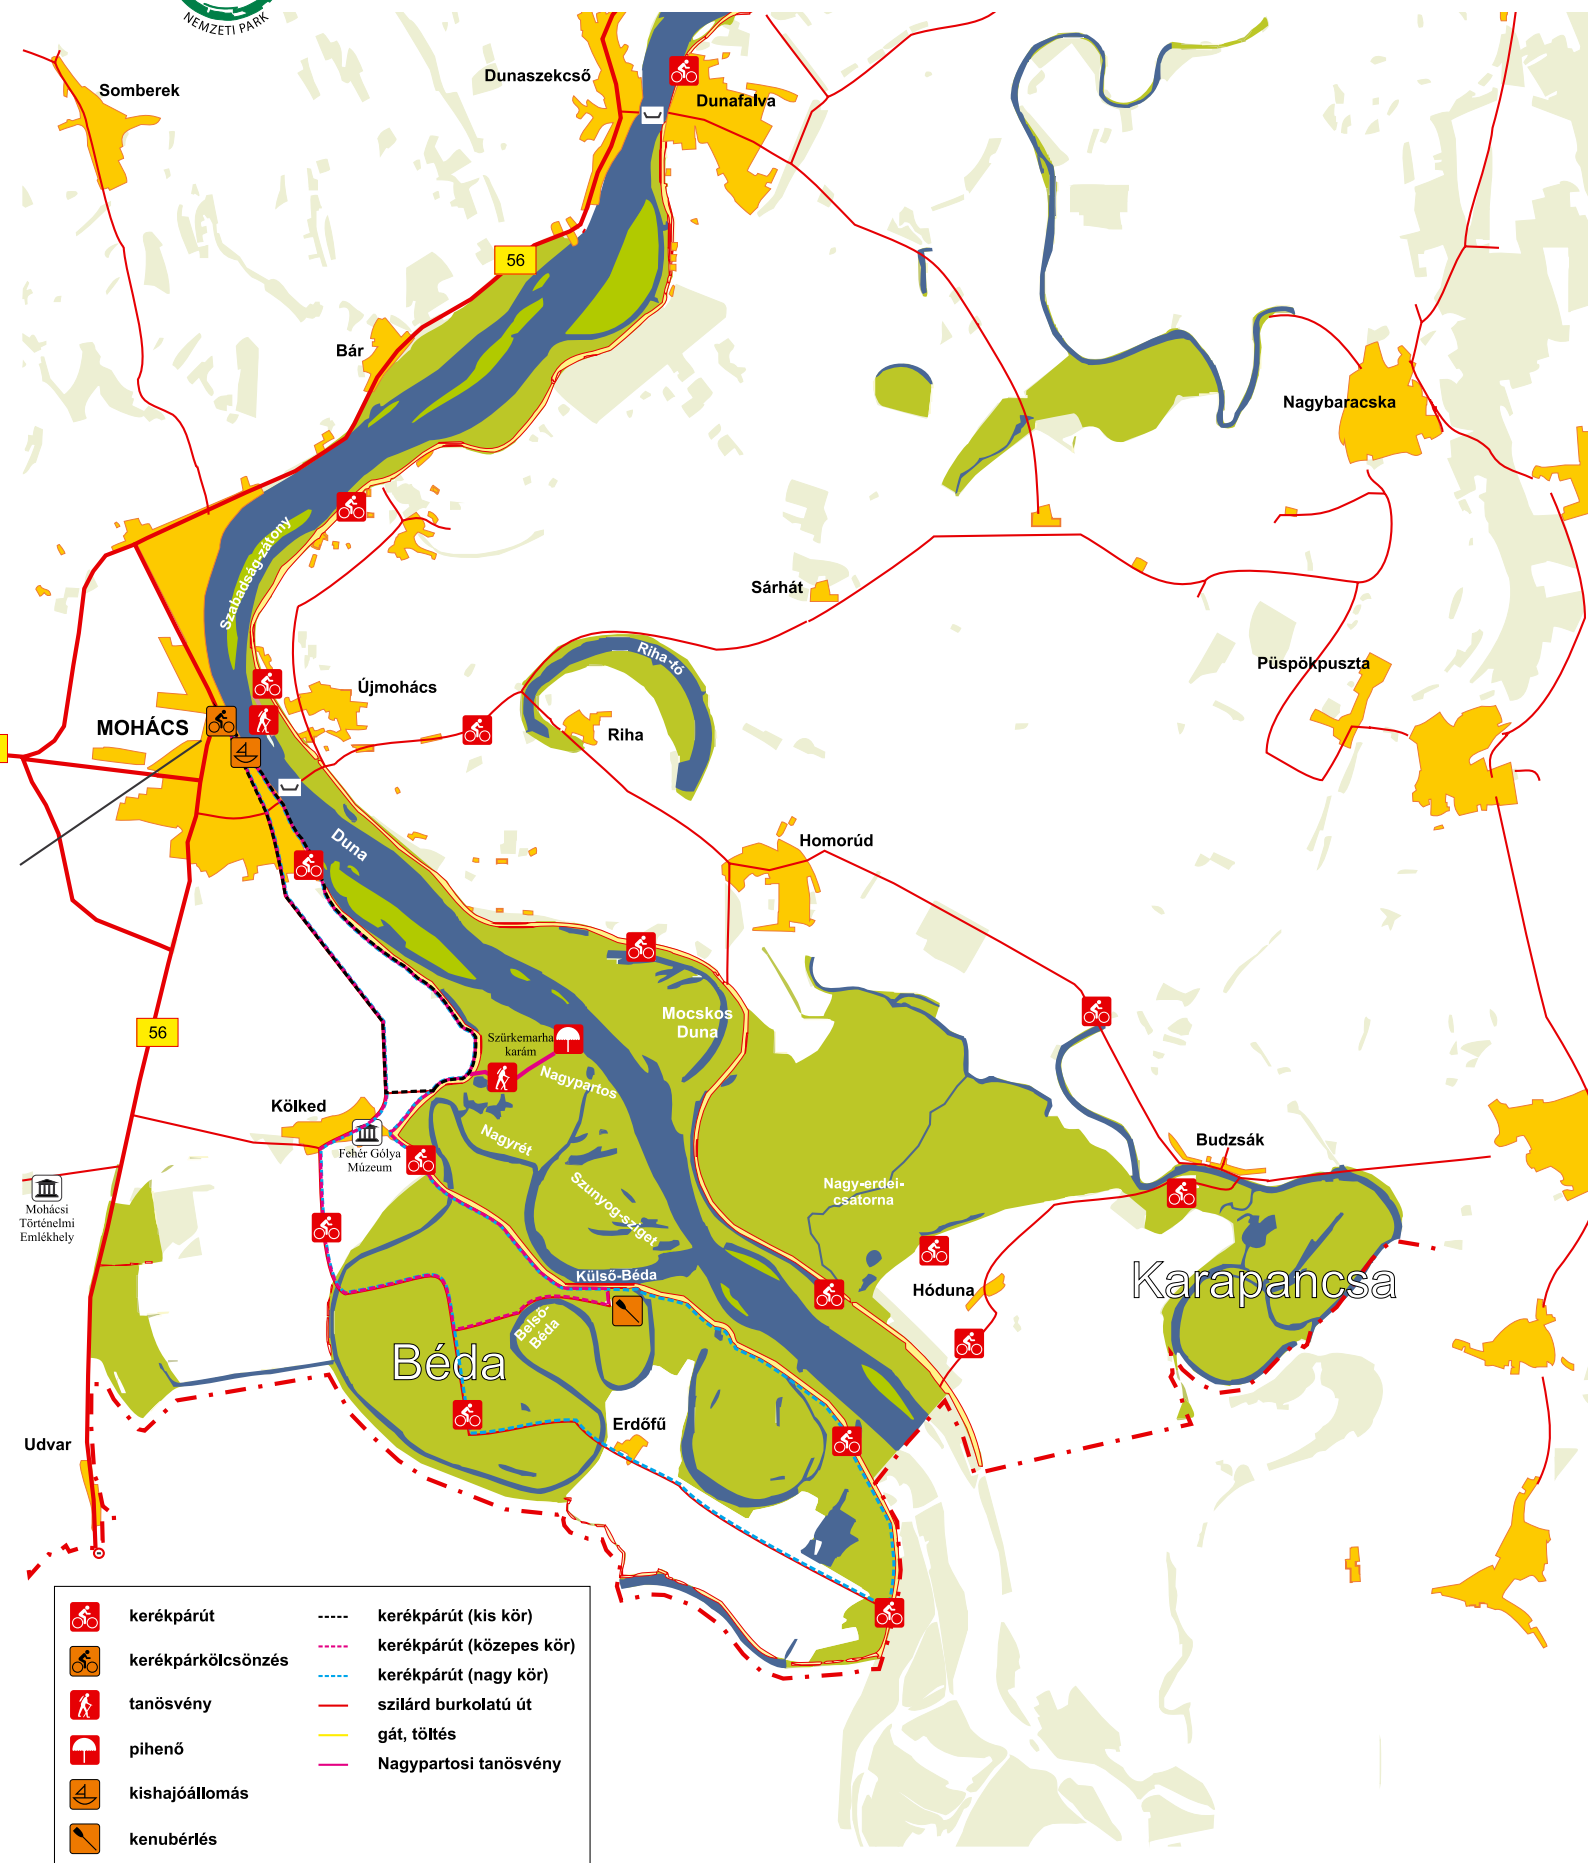 NEMZETI PARK
Somberek
Dunaszekcső
Dunafalva
56
Bár
Nagybaracska
Szabadság-zátony
Sárhát
Riha-tó
Püspökpuszta
Újmohács
MOHÁCS
Riha
Duna
Homorúd
56
Mocskos
Duna
Szürkemarha
karám
Nagypartos
Kölked
Nagyrét
Fehér Gólya
Múzeum
Budzsák
Szunyog-sziget
Nagy-erdei-
csatorna
Mohácsi
Történelmi
Emlékhely
Külső-Béda
Hóduna
Karapancsa
Belső-
Béda
Béda
Erdőfű
Udvar
kerékpárút
kerékpárkölcsönzés
tanösvény
pihenő
kishajóállomás
kenubérlés
kerékpárút (kis kör)
kerékpárút (közepes kör)
kerékpárút (nagy kör)
szilárd burkolatú út
gát, töltés
Nagypartosi tanösvény